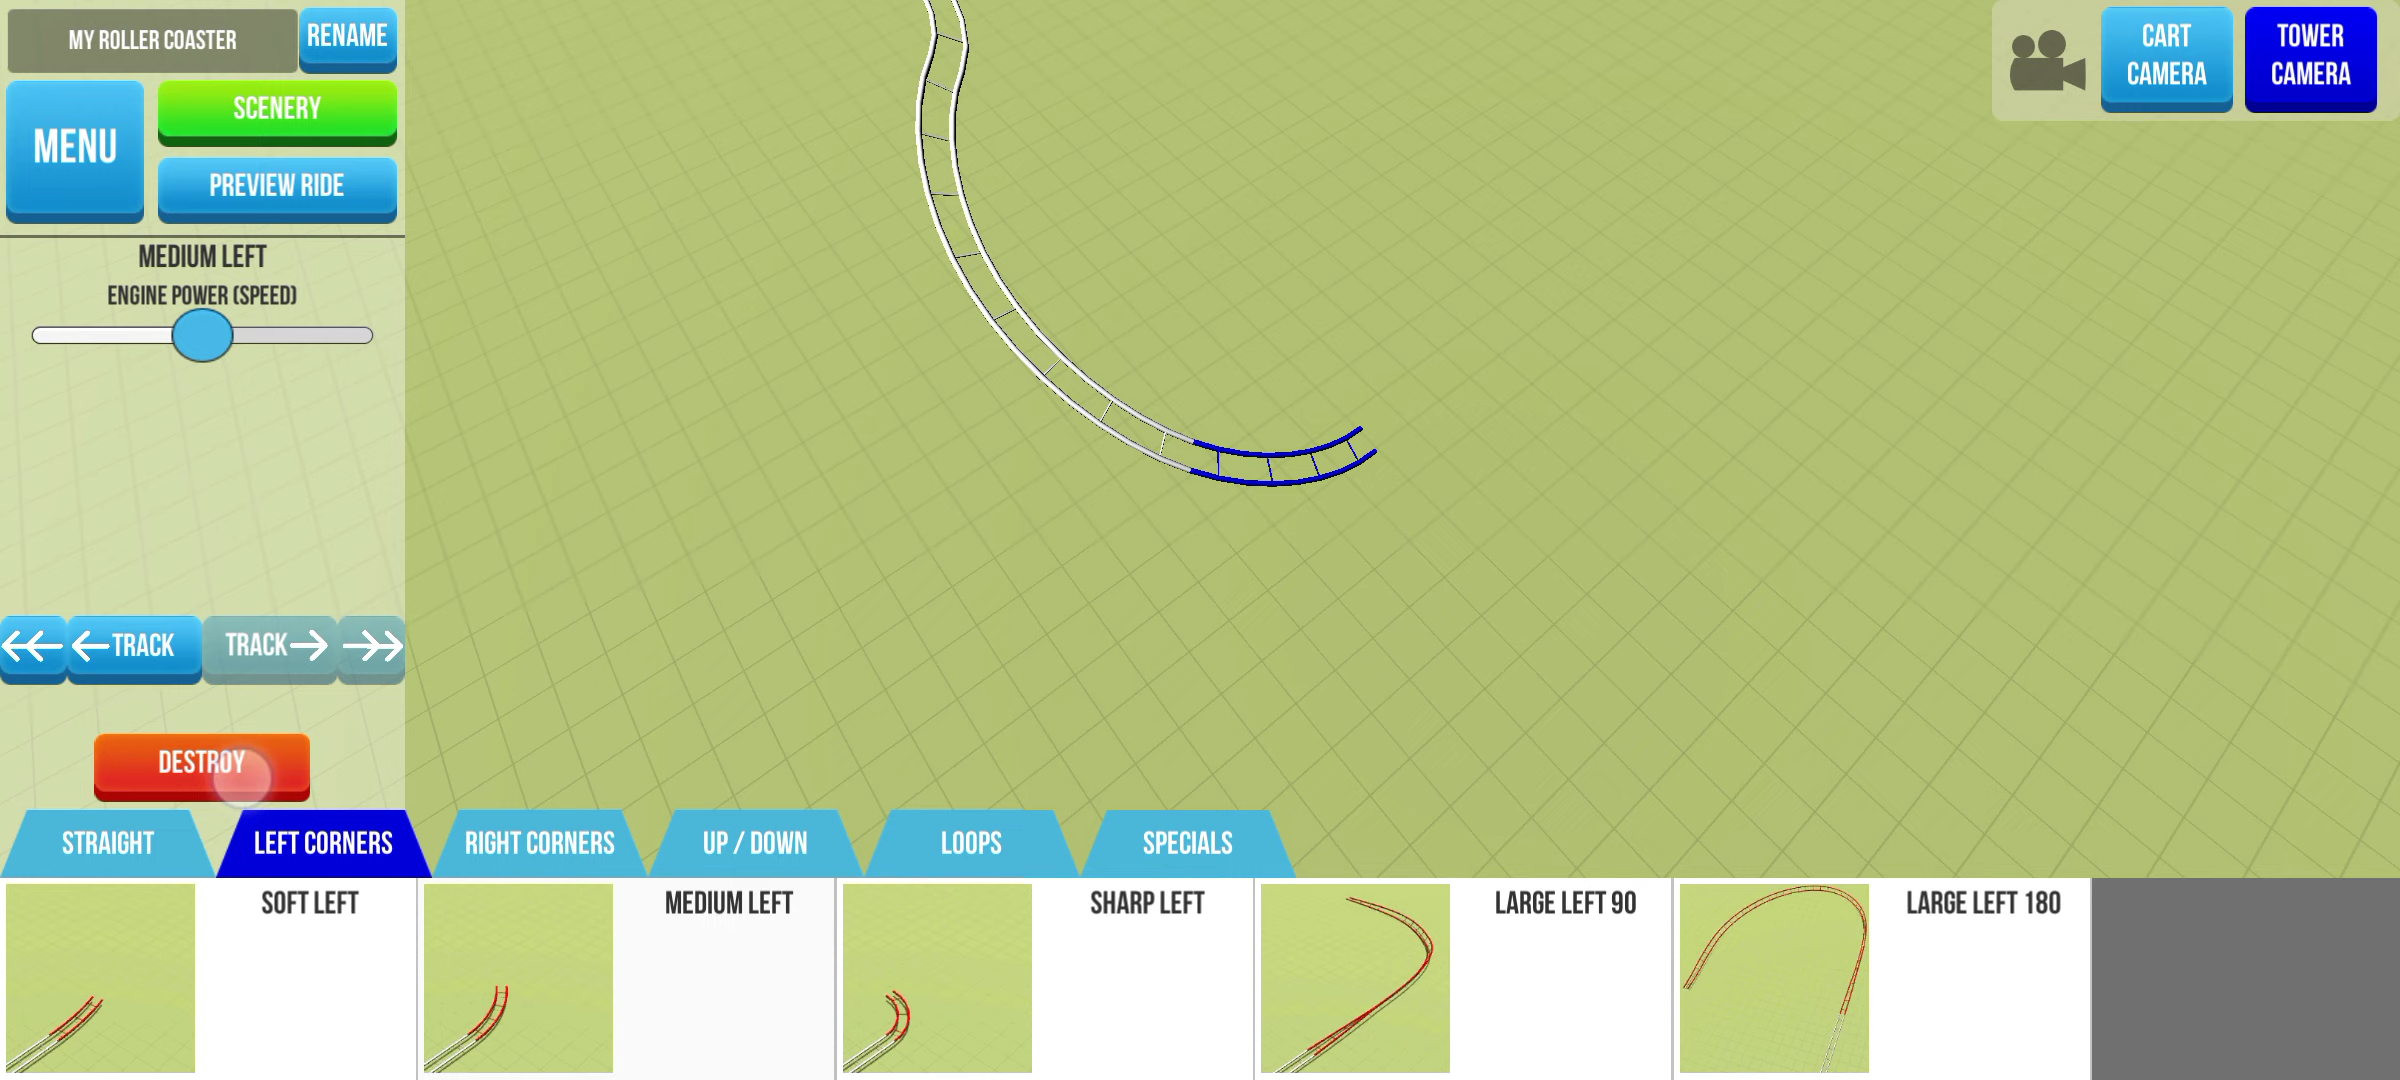 MY ROLLER COASTER
RENAME
MENU
SCENERY
PREVIEW RIDE
CART
CAMERA
TOWER
CAMERA
MEDIUM LEFT
ENGINE POWER (SPEED)
TRACK
TRACK
DESTROY
STRAIGHT
LEFT CORNERS
RIGHT CORNERS
UP / DOWN
LOOPS
SPECIALS
SOFT LEFT
MEDIUM LEFT
SHARP LEFT
LARGE LEFT 90
LARGE LEFT 180